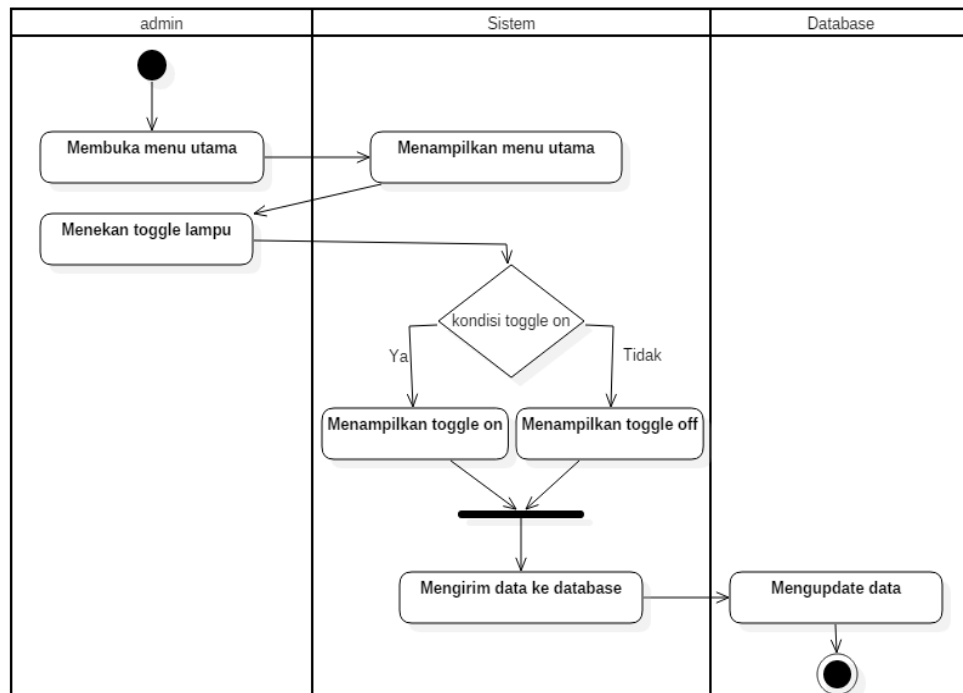 admin
Sistem
Database
Membuka menu utama
Menampilkan menu utama
Menekan toggle lampu
kondisi toggle on
Ya
Tidak
Menampilkan toggle on
Menampilkan toggle off
Mengirim data ke database
Mengupdate data